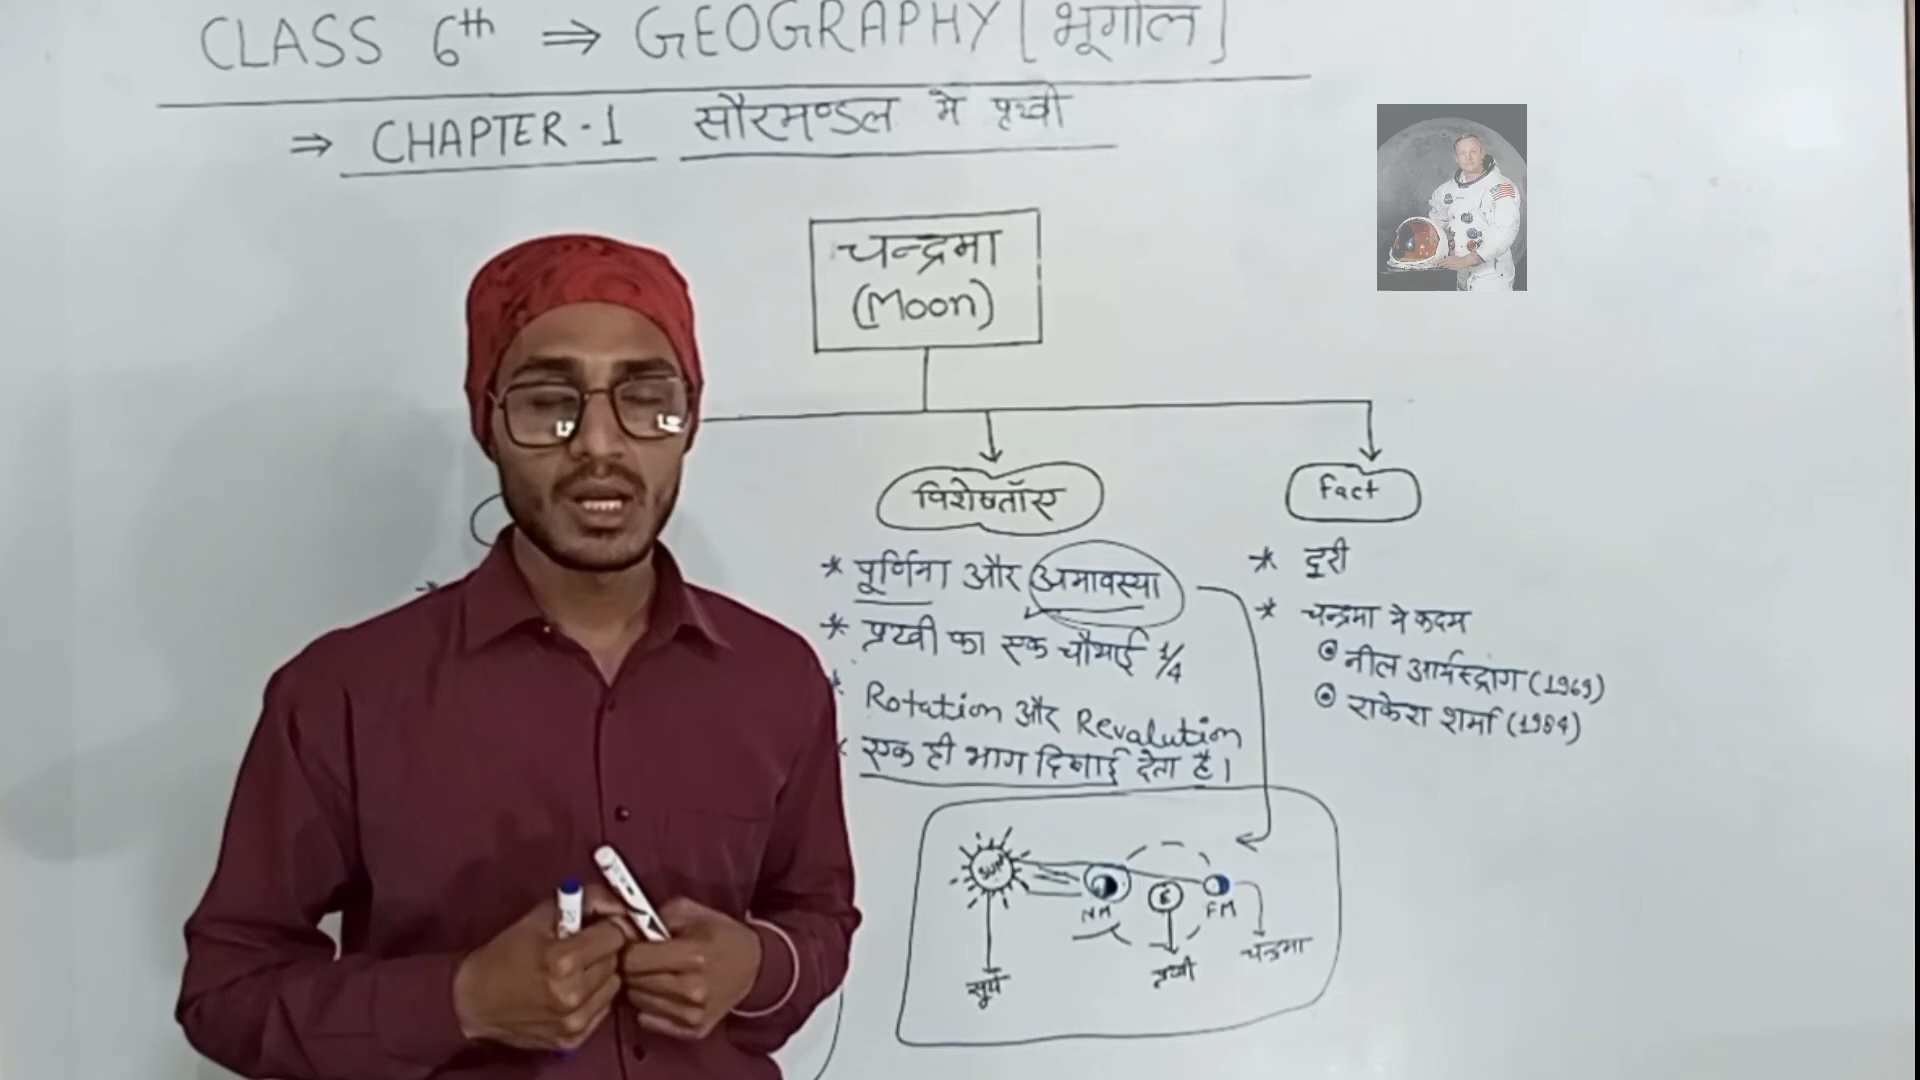 CLASS 6th ⇒ GEOGRAPHY [भूगोल]
⇒ CHAPTER-1 सौरमण्डल मे पृथ्वी
चन्द्रमा
(Moon)
विशेषताॅए
* पूर्णिमा और अमावस्या
* पृथ्वी का एक चौथाई 1/4
* Rotation और Revalution
* एक ही भाग दिखाई देता है।
Fact
* दूरी
* चन्द्रमा मे कदम
नील आर्मस्ट्रांग (1969)
राकेश शर्मा (1984)
SUN
NM
E
FM
सूर्य
पृथ्वी
चन्द्रमा